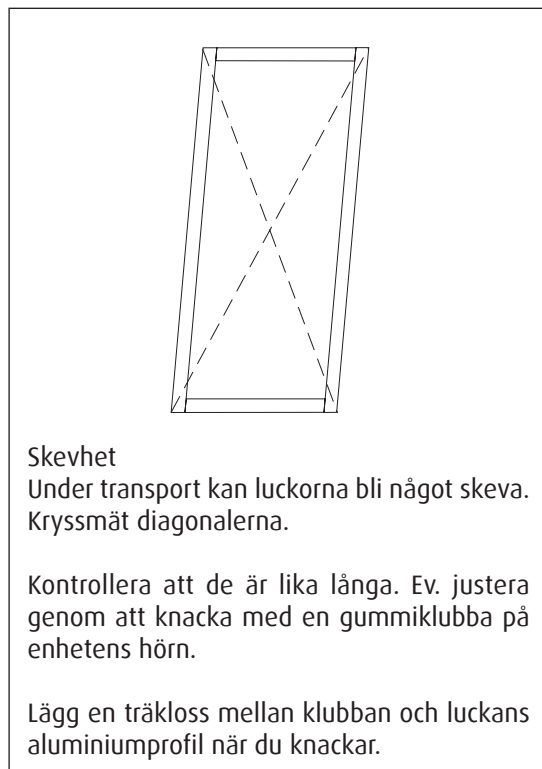 Skevhet
Under transport kan luckorna bli något skeva.
Kryssmät diagonalerna.
Kontrollera att de är lika långa. Ev. justera
genom att knacka med en gummiklubba på
enhetens hörn.
Lägg en träkloss mellan klubban och luckans
aluminiumprofil när du knackar.